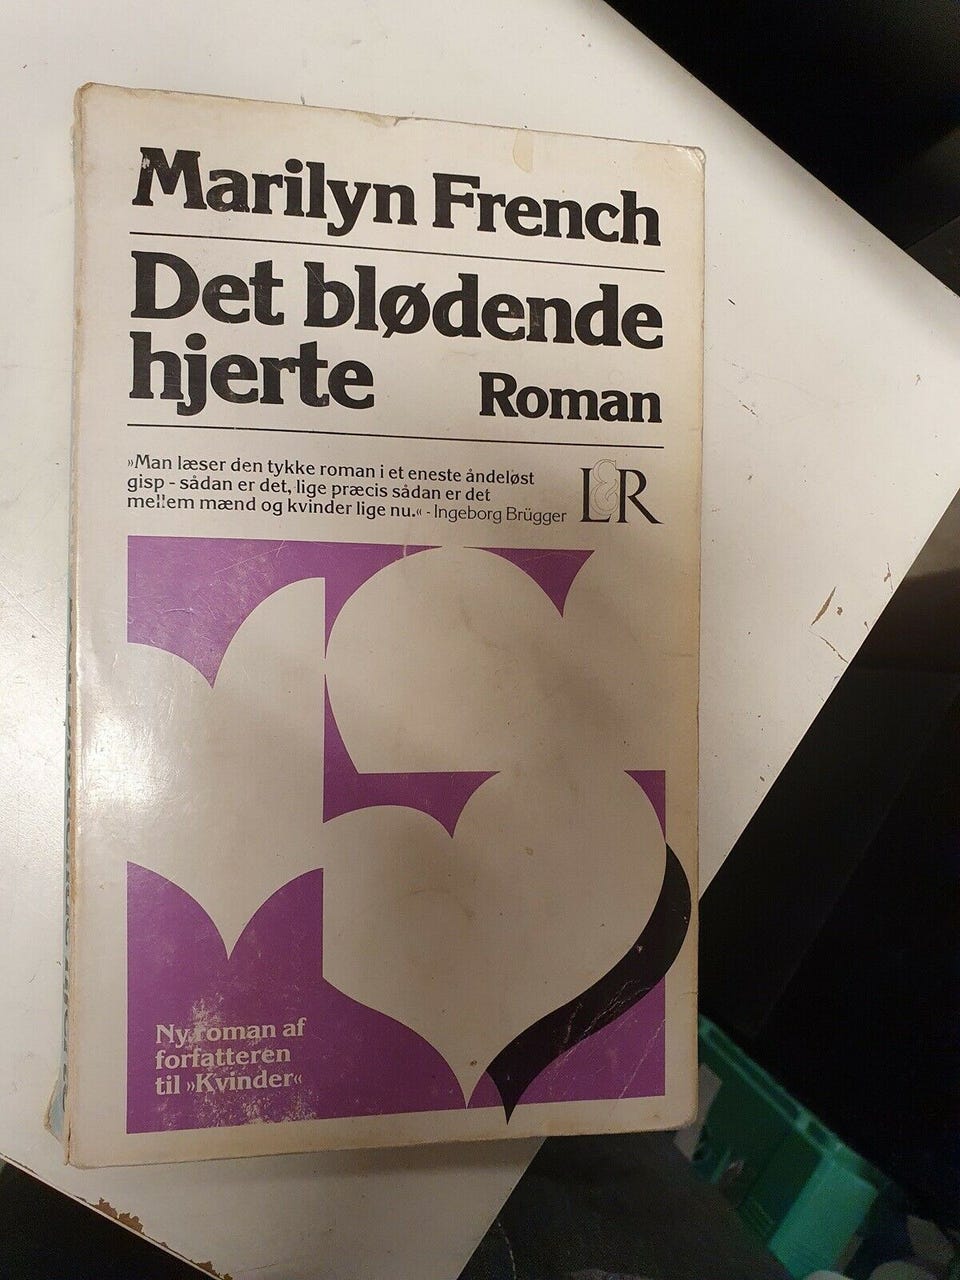 Marilyn French
Det blødende
hjerte
Roman
»Man læser den tykke roman i et eneste åndeløst
gisp - sådan er det, lige præcis sådan er det
mellem mænd og kvinder lige nu.« - Ingeborg Brügger
L&R
Ny roman af
forfatteren
til »Kvinder«